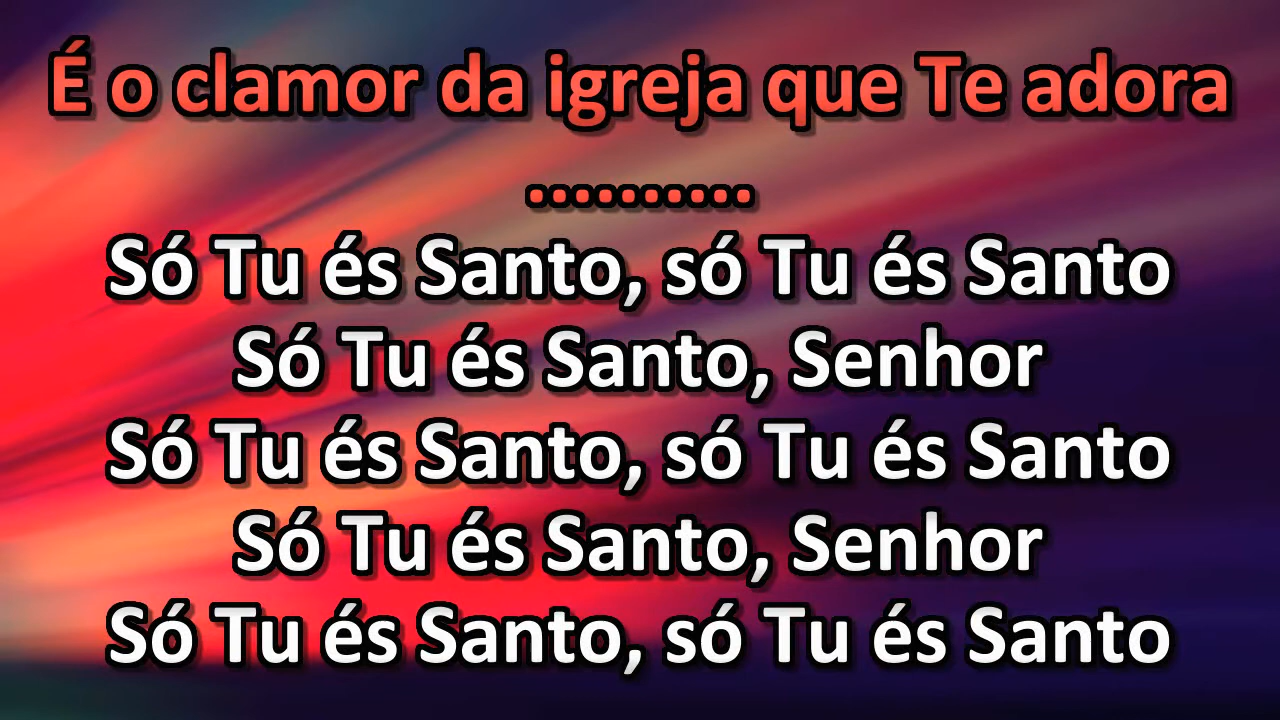 É o clamor da igreja que Te adora
..........
Só Tu és Santo, só Tu és Santo
Só Tu és Santo, Senhor
Só Tu és Santo, só Tu és Santo
Só Tu és Santo, Senhor
Só Tu és Santo, só Tu és Santo